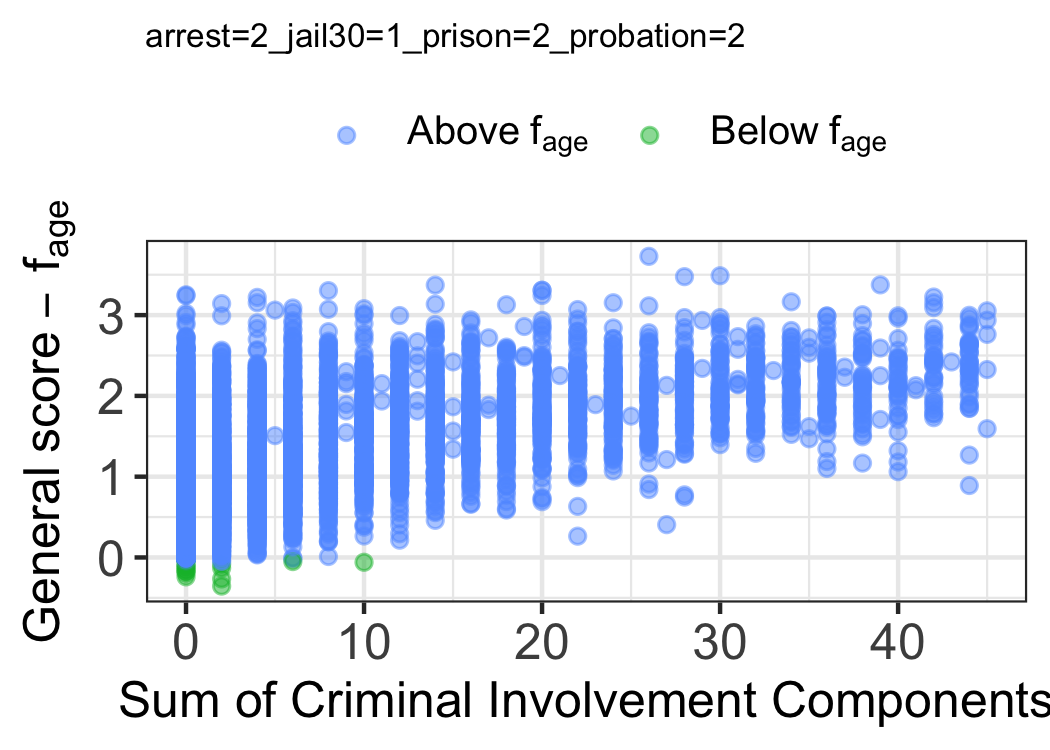 arrest=2_jail30=1_prison=2_probation=2
Above fage
Below fage
General score − fage
3
2
1
0
0
10
20
30
40
Sum of Criminal Involvement Components